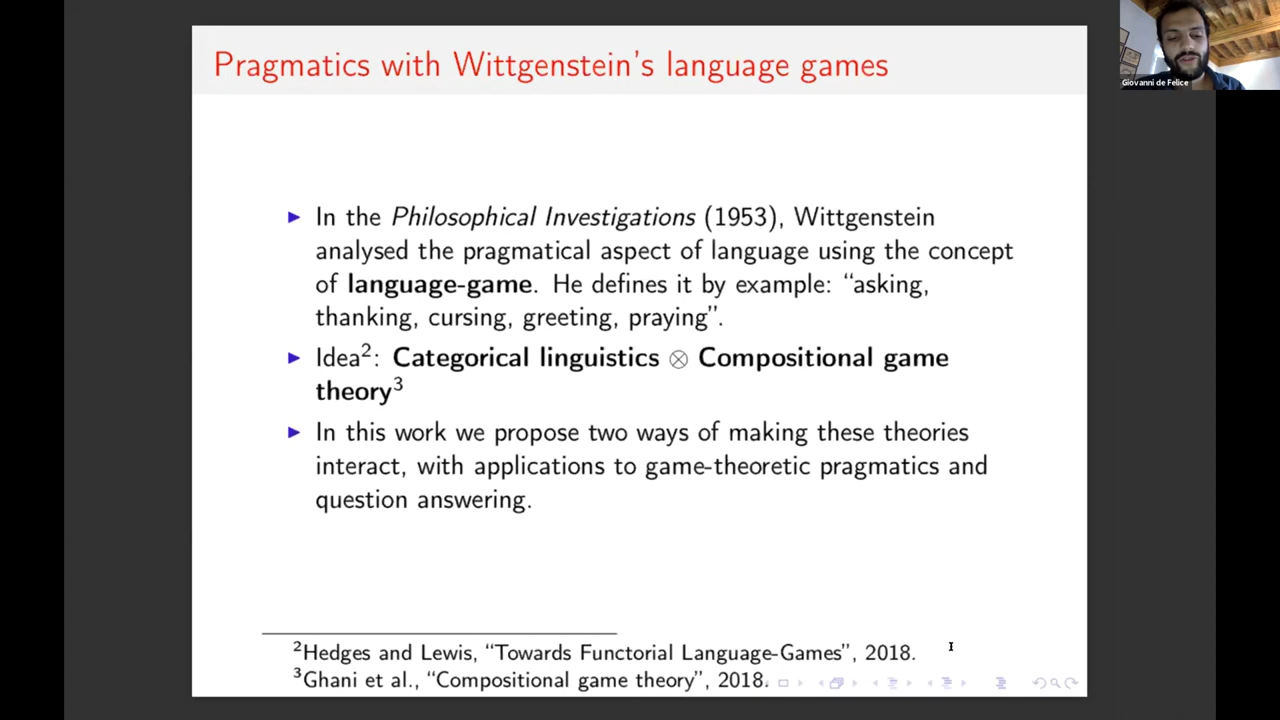 Pragmatics with Wittgenstein's language games
Giovanni de Felice
▶ In the Philosophical Investigations (1953), Wittgenstein
analysed the pragmatical aspect of language using the concept
of language-game. He defines it by example: “asking,
thanking, cursing, greeting, praying”.
▶ Idea²: Categorical linguistics ⊗ Compositional game
theory³
▶ In this work we propose two ways of making these theories
interact, with applications to game-theoretic pragmatics and
question answering.
²Hedges and Lewis, “Towards Functorial Language-Games”, 2018.
³Ghani et al., “Compositional game theory”, 2018.